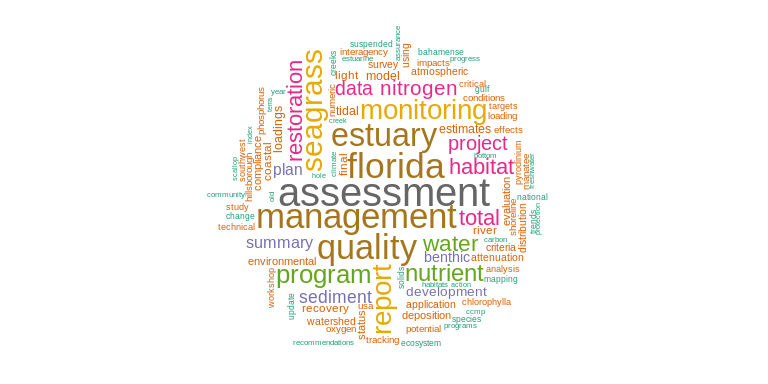 assurance
suspended
interagency
using
bahamense
creeks
estuarine
progress
survey
impacts
atmospheric
light
model
seagrass
restoration
data
nitrogen
critical
gulf
year
terra
phosphorus
numeric
tidal
monitoring
conditions
targets
loading
creek
loadings
estuary
estimates
effects
index
coastal
compliance
final
project
southwest
hillsborough
climate
florida
bottom
habitat
pyrodinium
manatee
freshwater
scallop
plan
hole
community
old
assessment
evaluation
national
study
change
management
total
shoreline
distribution
trends
protection
technical
river
summary
quality
water
carbon
criteria
benthic
attenuation
environmental
program
report
solids
nutrient
analysis
mapping
workshop
sediment
habitats
action
development
update
recovery
usa
application
chlorophylla
ccmp
watershed
status
deposition
species
oxygen
potential
programs
tracking
recommendations
ecosystem